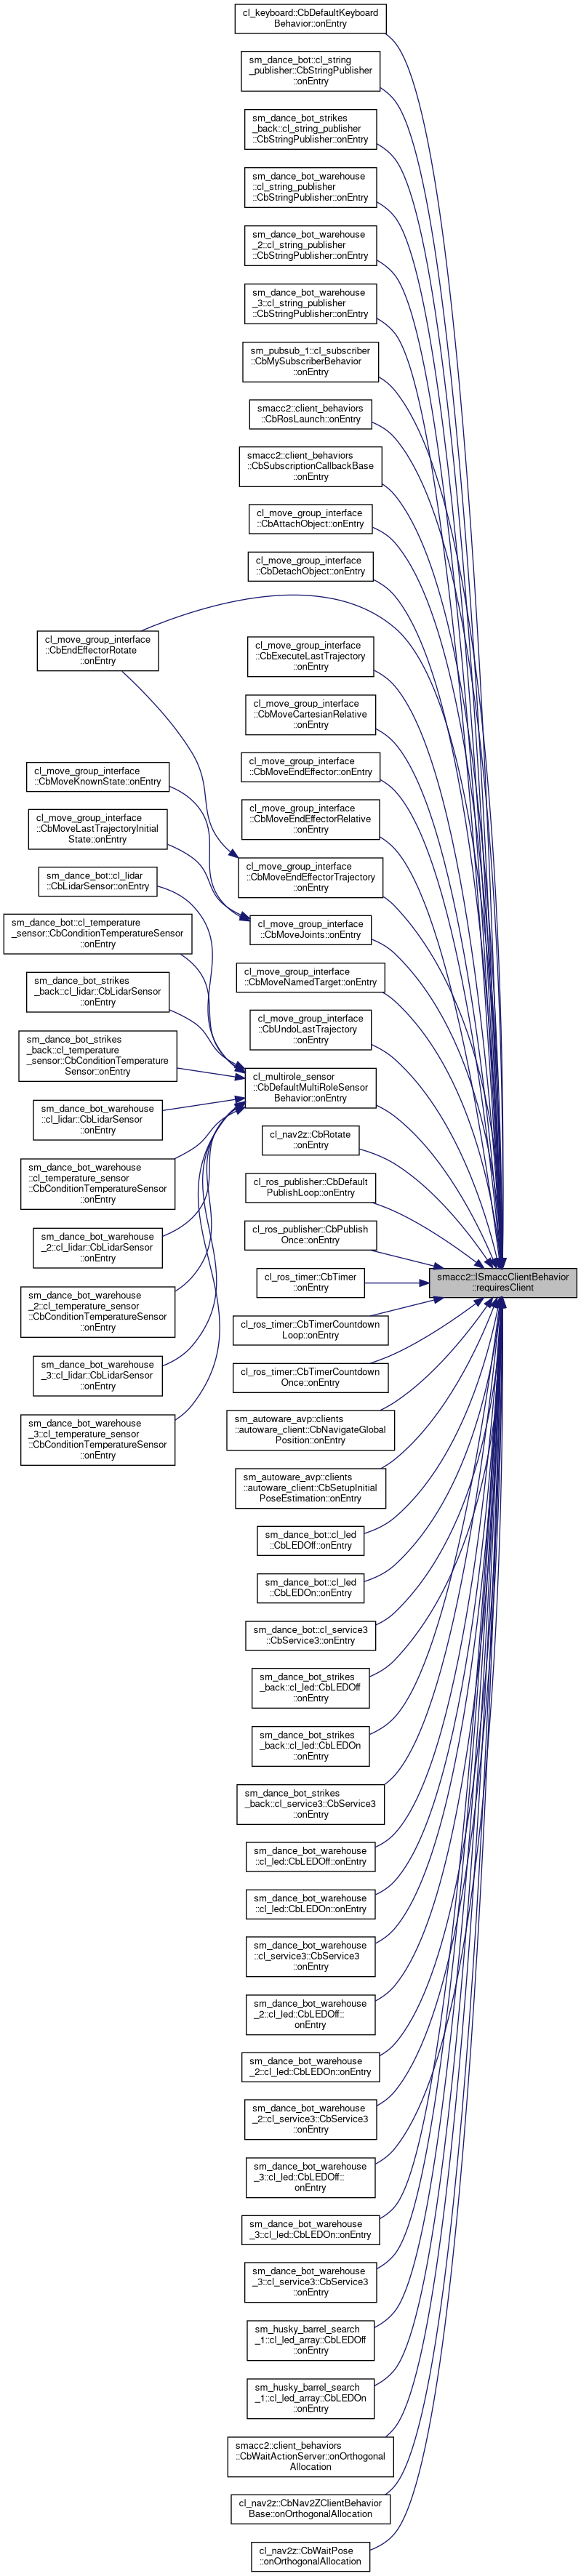 cl_keyboard::CbDefaultKeyboard
Behavior::onEntry
sm_dance_bot::cl_string
_publisher::CbStringPublisher
::onEntry
sm_dance_bot_strikes
_back::cl_string_publisher
::CbStringPublisher::onEntry
sm_dance_bot_warehouse
::cl_string_publisher
::CbStringPublisher::onEntry
sm_dance_bot_warehouse
_2::cl_string_publisher
::CbStringPublisher::onEntry
sm_dance_bot_warehouse
_3::cl_string_publisher
::CbStringPublisher::onEntry
sm_pubsub_1::cl_subscriber
::CbMySubscriberBehavior
::onEntry
smacc2::client_behaviors
::CbRosLaunch::onEntry
smacc2::client_behaviors
::CbSubscriptionCallbackBase
::onEntry
cl_move_group_interface
::CbAttachObject::onEntry
cl_move_group_interface
::CbDetachObject::onEntry
cl_move_group_interface
::CbEndEffectorRotate
::onEntry
cl_move_group_interface
::CbExecuteLastTrajectory
::onEntry
cl_move_group_interface
::CbMoveCartesianRelative
::onEntry
cl_move_group_interface
::CbMoveEndEffector::onEntry
cl_move_group_interface
::CbMoveKnownState::onEntry
cl_move_group_interface
::CbMoveEndEffectorRelative
::onEntry
cl_move_group_interface
::CbMoveLastTrajectoryInitial
State::onEntry
cl_move_group_interface
::CbMoveEndEffectorTrajectory
::onEntry
sm_dance_bot::cl_lidar
::CbLidarSensor::onEntry
cl_move_group_interface
::CbMoveJoints::onEntry
sm_dance_bot::cl_temperature
_sensor::CbConditionTemperatureSensor
::onEntry
cl_move_group_interface
::CbMoveNamedTarget::onEntry
sm_dance_bot_strikes
_back::cl_lidar::CbLidarSensor
::onEntry
cl_move_group_interface
::CbUndoLastTrajectory
::onEntry
sm_dance_bot_strikes
_back::cl_temperature
_sensor::CbConditionTemperature
Sensor::onEntry
cl_multirole_sensor
::CbDefaultMultiRoleSensor
Behavior::onEntry
sm_dance_bot_warehouse
::cl_lidar::CbLidarSensor
::onEntry
cl_nav2z::CbRotate
::onEntry
sm_dance_bot_warehouse
::cl_temperature_sensor
::CbConditionTemperatureSensor
::onEntry
cl_ros_publisher::CbDefault
PublishLoop::onEntry
sm_dance_bot_warehouse
_2::cl_lidar::CbLidarSensor
::onEntry
cl_ros_publisher::CbPublish
Once::onEntry
smacc2::ISmaccClientBehavior
::requiresClient
cl_ros_timer::CbTimer
::onEntry
sm_dance_bot_warehouse
_2::cl_temperature_sensor
::CbConditionTemperatureSensor
::onEntry
cl_ros_timer::CbTimerCountdown
Loop::onEntry
sm_dance_bot_warehouse
_3::cl_lidar::CbLidarSensor
::onEntry
cl_ros_timer::CbTimerCountdown
Once::onEntry
sm_dance_bot_warehouse
_3::cl_temperature_sensor
::CbConditionTemperatureSensor
::onEntry
sm_autoware_avp::clients
::autoware_client::CbNavigateGlobal
Position::onEntry
sm_autoware_avp::clients
::autoware_client::CbSetupInitial
PoseEstimation::onEntry
sm_dance_bot::cl_led
::CbLEDOff::onEntry
sm_dance_bot::cl_led
::CbLEDOn::onEntry
sm_dance_bot::cl_service3
::CbService3::onEntry
sm_dance_bot_strikes
_back::cl_led::CbLEDOff
::onEntry
sm_dance_bot_strikes
_back::cl_led::CbLEDOn
::onEntry
sm_dance_bot_strikes
_back::cl_service3::CbService3
::onEntry
sm_dance_bot_warehouse
::cl_led::CbLEDOff::onEntry
sm_dance_bot_warehouse
::cl_led::CbLEDOn::onEntry
sm_dance_bot_warehouse
::cl_service3::CbService3
::onEntry
sm_dance_bot_warehouse
_2::cl_led::CbLEDOff::
onEntry
sm_dance_bot_warehouse
_2::cl_led::CbLEDOn::onEntry
sm_dance_bot_warehouse
_2::cl_service3::CbService3
::onEntry
sm_dance_bot_warehouse
_3::cl_led::CbLEDOff::
onEntry
sm_dance_bot_warehouse
_3::cl_led::CbLEDOn::onEntry
sm_dance_bot_warehouse
_3::cl_service3::CbService3
::onEntry
sm_husky_barrel_search
_1::cl_led_array::CbLEDOff
::onEntry
sm_husky_barrel_search
_1::cl_led_array::CbLEDOn
::onEntry
smacc2::client_behaviors
::CbWaitActionServer::onOrthogonal
Allocation
cl_nav2z::CbNav2ZClientBehavior
Base::onOrthogonalAllocation
cl_nav2z::CbWaitPose
::onOrthogonalAllocation